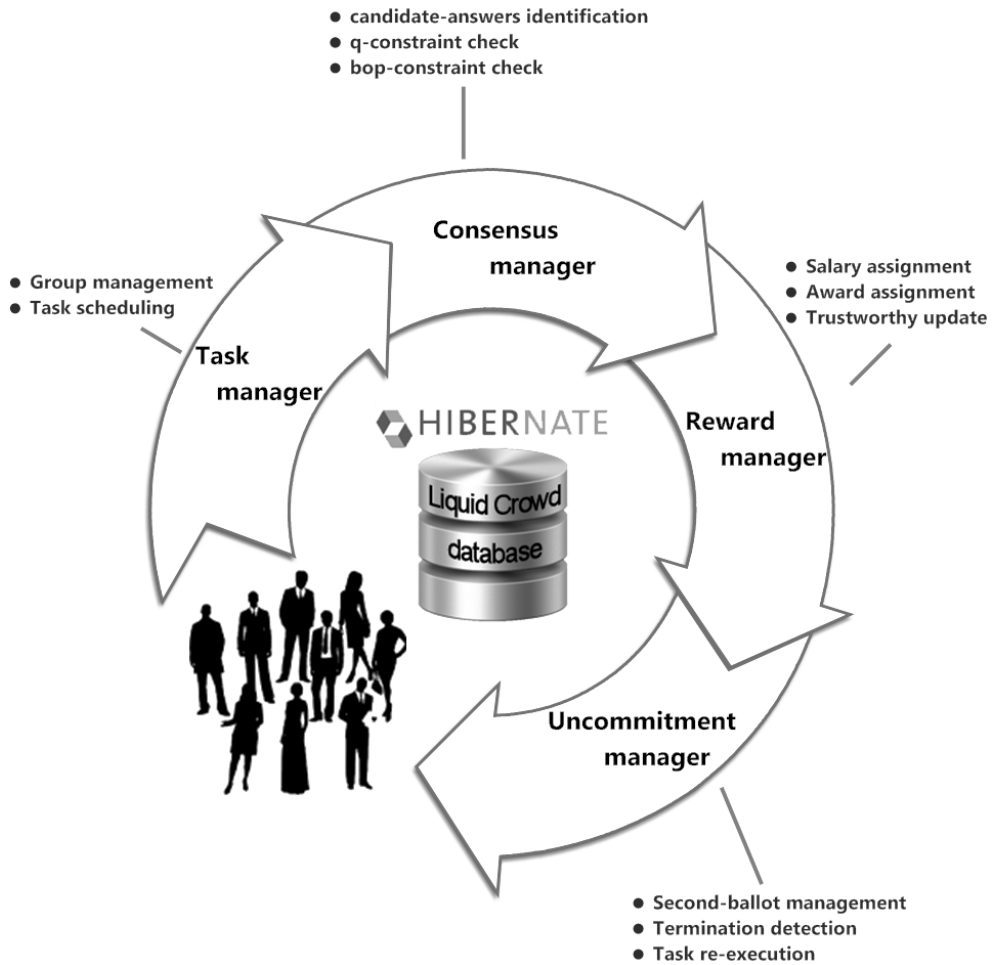 ● candidate-answers identification
● q-constraint check
● bop-constraint check
Consensus
manager
● Group management
● Task scheduling
● Salary assignment
● Award assignment
● Trustworthy update
Task
manager
HIBERNATE
Reward
manager
Liquid Crowd
database
Uncommitment
manager
● Second-ballot management
● Termination detection
● Task re-execution